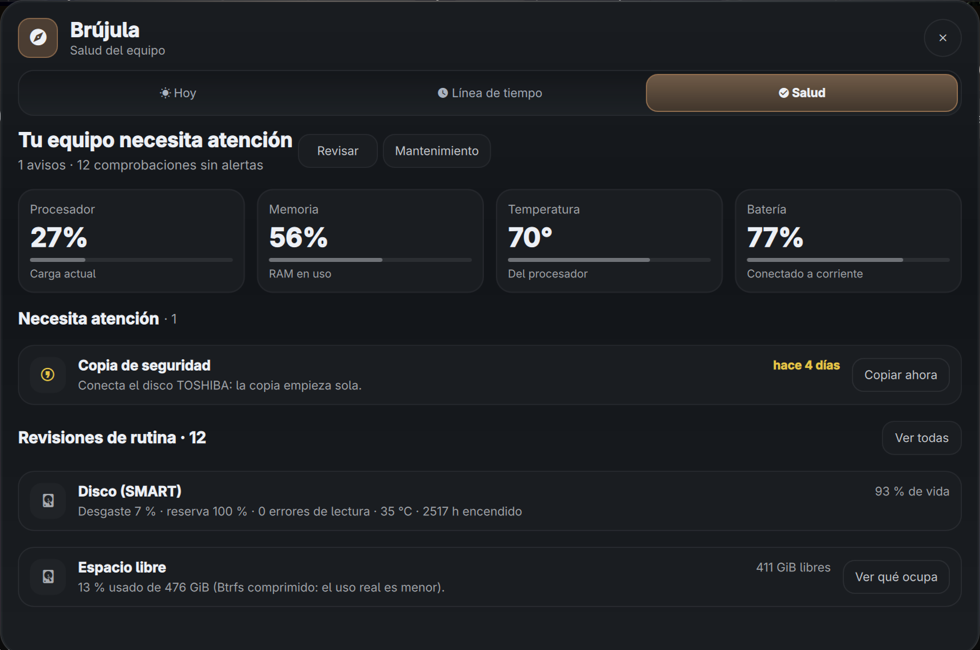 Brújula
Salud del equipo
×
Hoy
Línea de tiempo
Salud
Tu equipo necesita atención
1 avisos · 12 comprobaciones sin alertas
Revisar
Mantenimiento
Procesador
27%
Carga actual
Memoria
56%
RAM en uso
Temperatura
70°
Del procesador
Batería
77%
Conectado a corriente
Necesita atención · 1
Copia de seguridad
Conecta el disco TOSHIBA: la copia empieza sola.
hace 4 días
Copiar ahora
Revisiones de rutina · 12
Ver todas
Disco (SMART)
Desgaste 7 % · reserva 100 % · 0 errores de lectura · 35 °C · 2517 h encendido
93 % de vida
Espacio libre
13 % usado de 476 GiB (Btrfs comprimido: el uso real es menor).
411 GiB libres
Ver qué ocupa